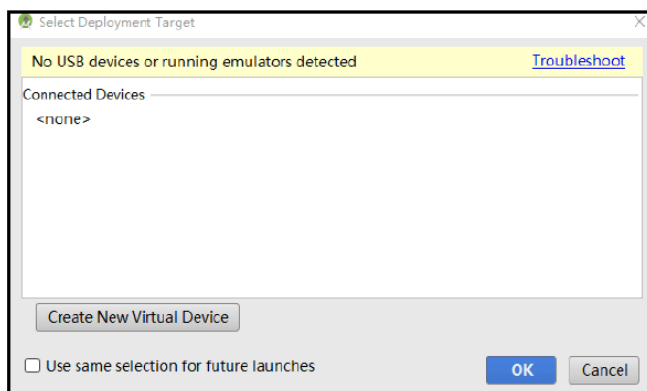 Select Deployment Target
No USB devices or running emulators detected Troubleshoot
Connected Devices
<none>
Create New Virtual Device
Use same selection for future launches
OK Cancel